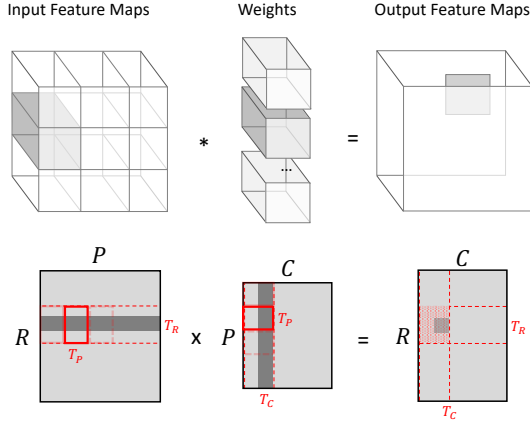 Input Feature Maps
Weights
Output Feature Maps
*
...
=
P
C
C
R
T_P
T_R
x
P
T_P
T_C
=
R
T_R
T_C